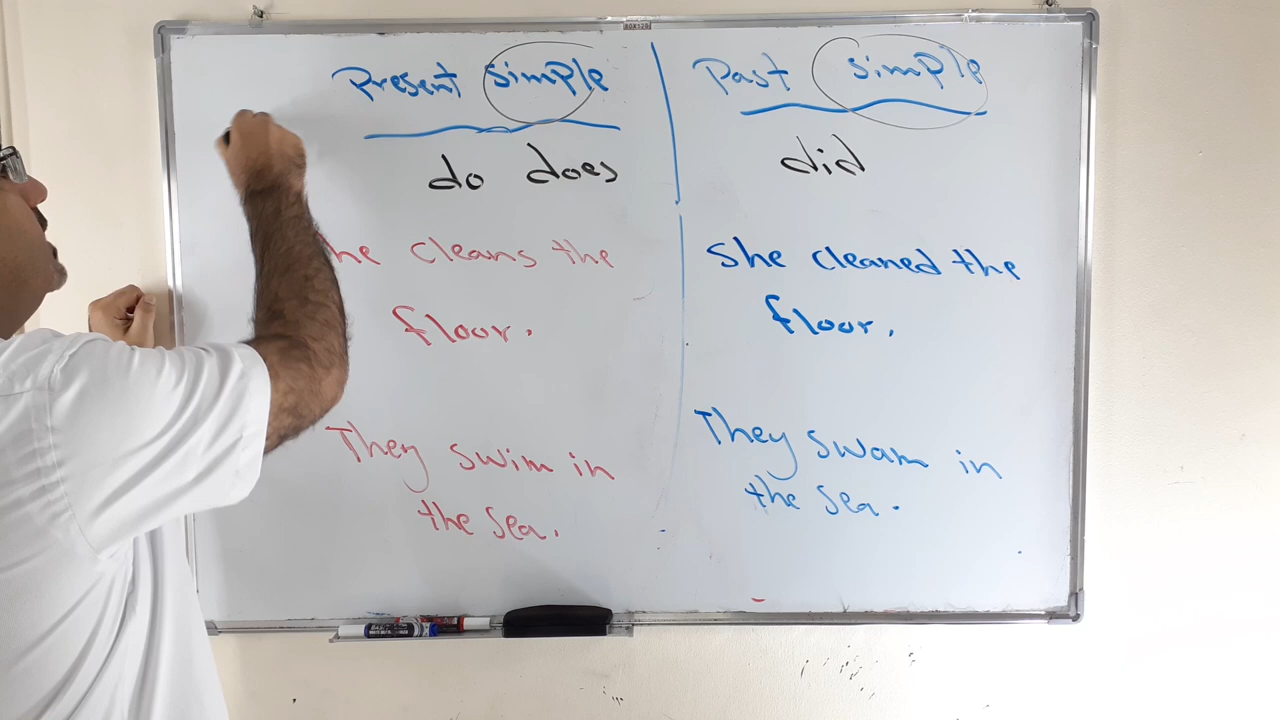 Present simple
do does
he cleans the
floor.
They swim in
the sea.
Past simple
did
She cleaned the
floor.
They swam in
the sea.